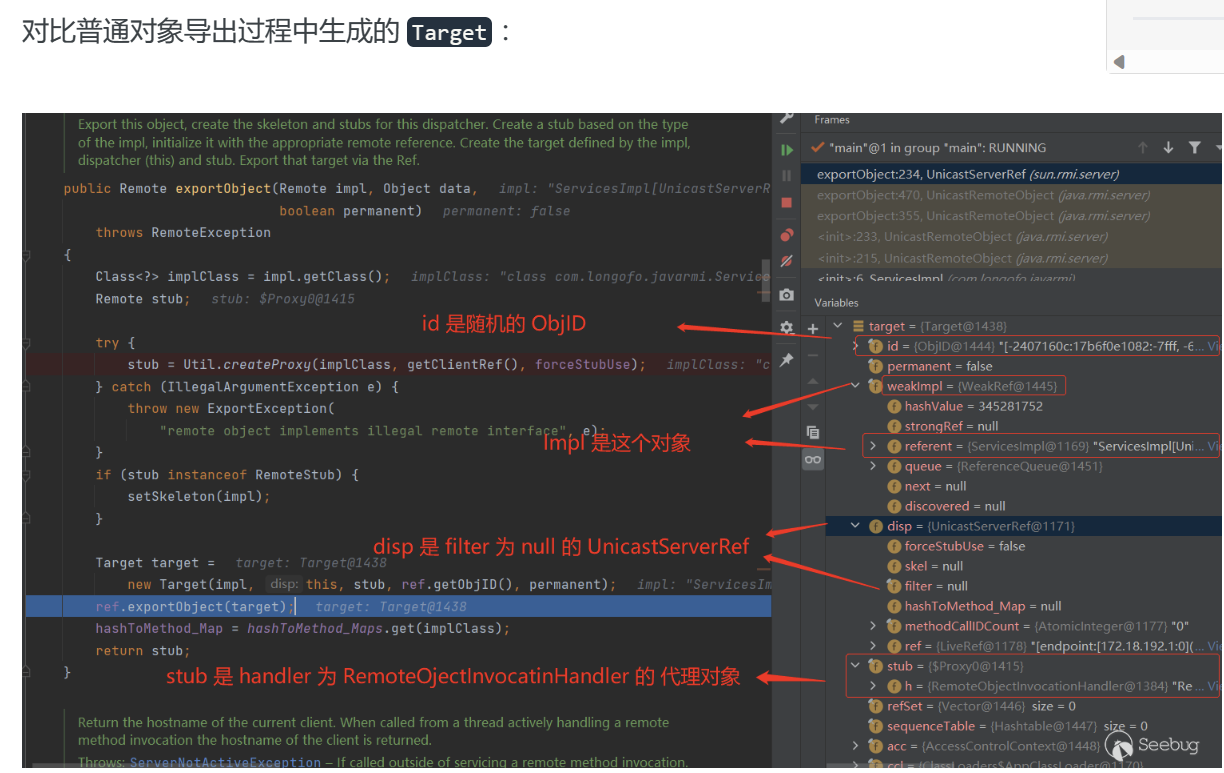 对比普通对象导出过程中生成的 Target ：
Export this object, create the skeleton and stubs for this dispatcher. Create a stub based on the type
of the impl, initialize it with the appropriate remote reference. Create the target defined by the impl,
dispatcher (this) and stub. Export that target via the Ref.
public Remote exportObject(Remote impl, Object data, impl: "ServicesImpl[UnicastServerR
boolean permanent) permanent: false
throws RemoteException
{
Class<?> implClass = impl.getClass(); implClass: "class com.longofo.javarmi.Service
Remote stub; stub: $Proxy0@1415
try {
stub = Util.createProxy(implClass, getClientRef(), forceStubUse); implClass: "c
} catch (IllegalArgumentException e) {
throw new ExportException(
"remote object implements illegal remote interface", e);
}
if (stub instanceof RemoteStub) {
setSkeleton(impl);
}
Target target = target: Target@1438
new Target(impl, disp: this, stub, ref.getObjID(), permanent); impl: "ServicesIm
ref.exportObject(target); target: Target@1438
hashToMethod_Map = hashToMethod_Maps.get(implClass);
return stub;
}
Return the hostname of the current client. When called from a thread actively handling a remote
method invocation the hostname of the client is returned.
Throws: ServerNotActiveException – If called outside of servicing a remote method invocation.
id 是随机的 ObjID
Impl 是这个对象
disp 是 filter 为 null 的 UnicastServerRef
stub 是 handler 为 RemoteOjectInvocatinHandler 的 代理对象
Frames
"main"@1 in group "main": RUNNING
exportObject:234, UnicastServerRef (sun.rmi.server)
exportObject:470, UnicastRemoteObject (java.rmi.server)
exportObject:355, UnicastRemoteObject (java.rmi.server)
<init>:233, UnicastRemoteObject (java.rmi.server)
<init>:215, UnicastRemoteObject (java.rmi.server)
<init>:6, ServicesImpl (com.longofo.javarmi)
Variables
target = {Target@1438}
id = {ObjID@1444} "[-2407160c:17b6f0e1082:-7fff, -6... Vi
permanent = false
weakImpl = {WeakRef@1445}
hashValue = 345281752
strongRef = null
referent = {ServicesImpl@1169} "ServicesImpl[Uni... Vi
queue = {ReferenceQueue@1451}
next = null
discovered = null
disp = {UnicastServerRef@1171}
forceStubUse = false
skel = null
filter = null
hashToMethod_Map = null
methodCallIDCount = {AtomicInteger@1177} "0"
ref = {LiveRef@1178} "[endpoint:[172.18.192.1:0](... Vi
stub = {$Proxy0@1415}
h = {RemoteObjectInvocationHandler@1384} "Re ... Vi
refSet = {Vector@1446} size = 0
sequenceTable = {Hashtable@1447} size = 0
acc = {AccessControlContext@1448}
ccl = {ClassLoaders$AppClassLoader@1170}
Seebug